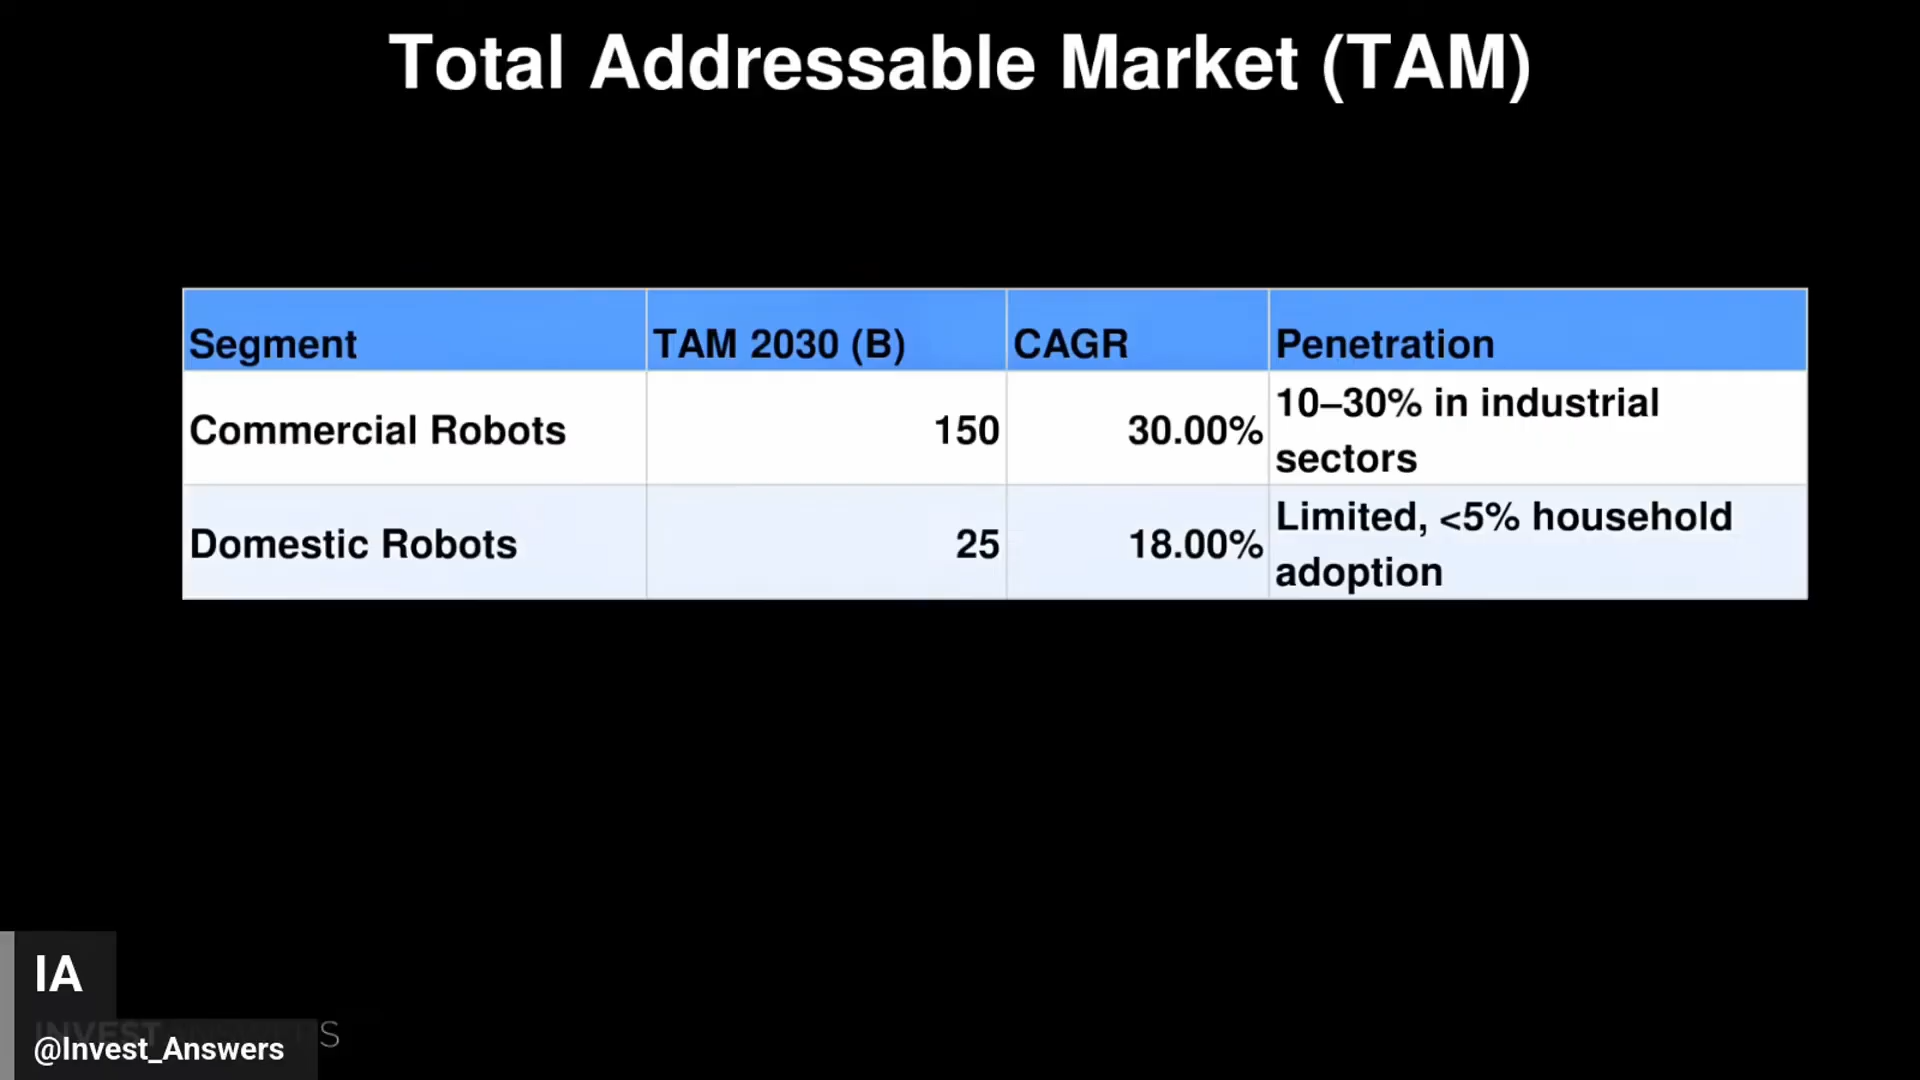 Total Addressable Market (TAM)
Segment TAM 2030 (B) CAGR Penetration
Commercial Robots 150 30.00% 10–30% in industrial
sectors
Domestic Robots 25 18.00% Limited, <5% household
adoption
IA
INVEST
@Invest_Answers